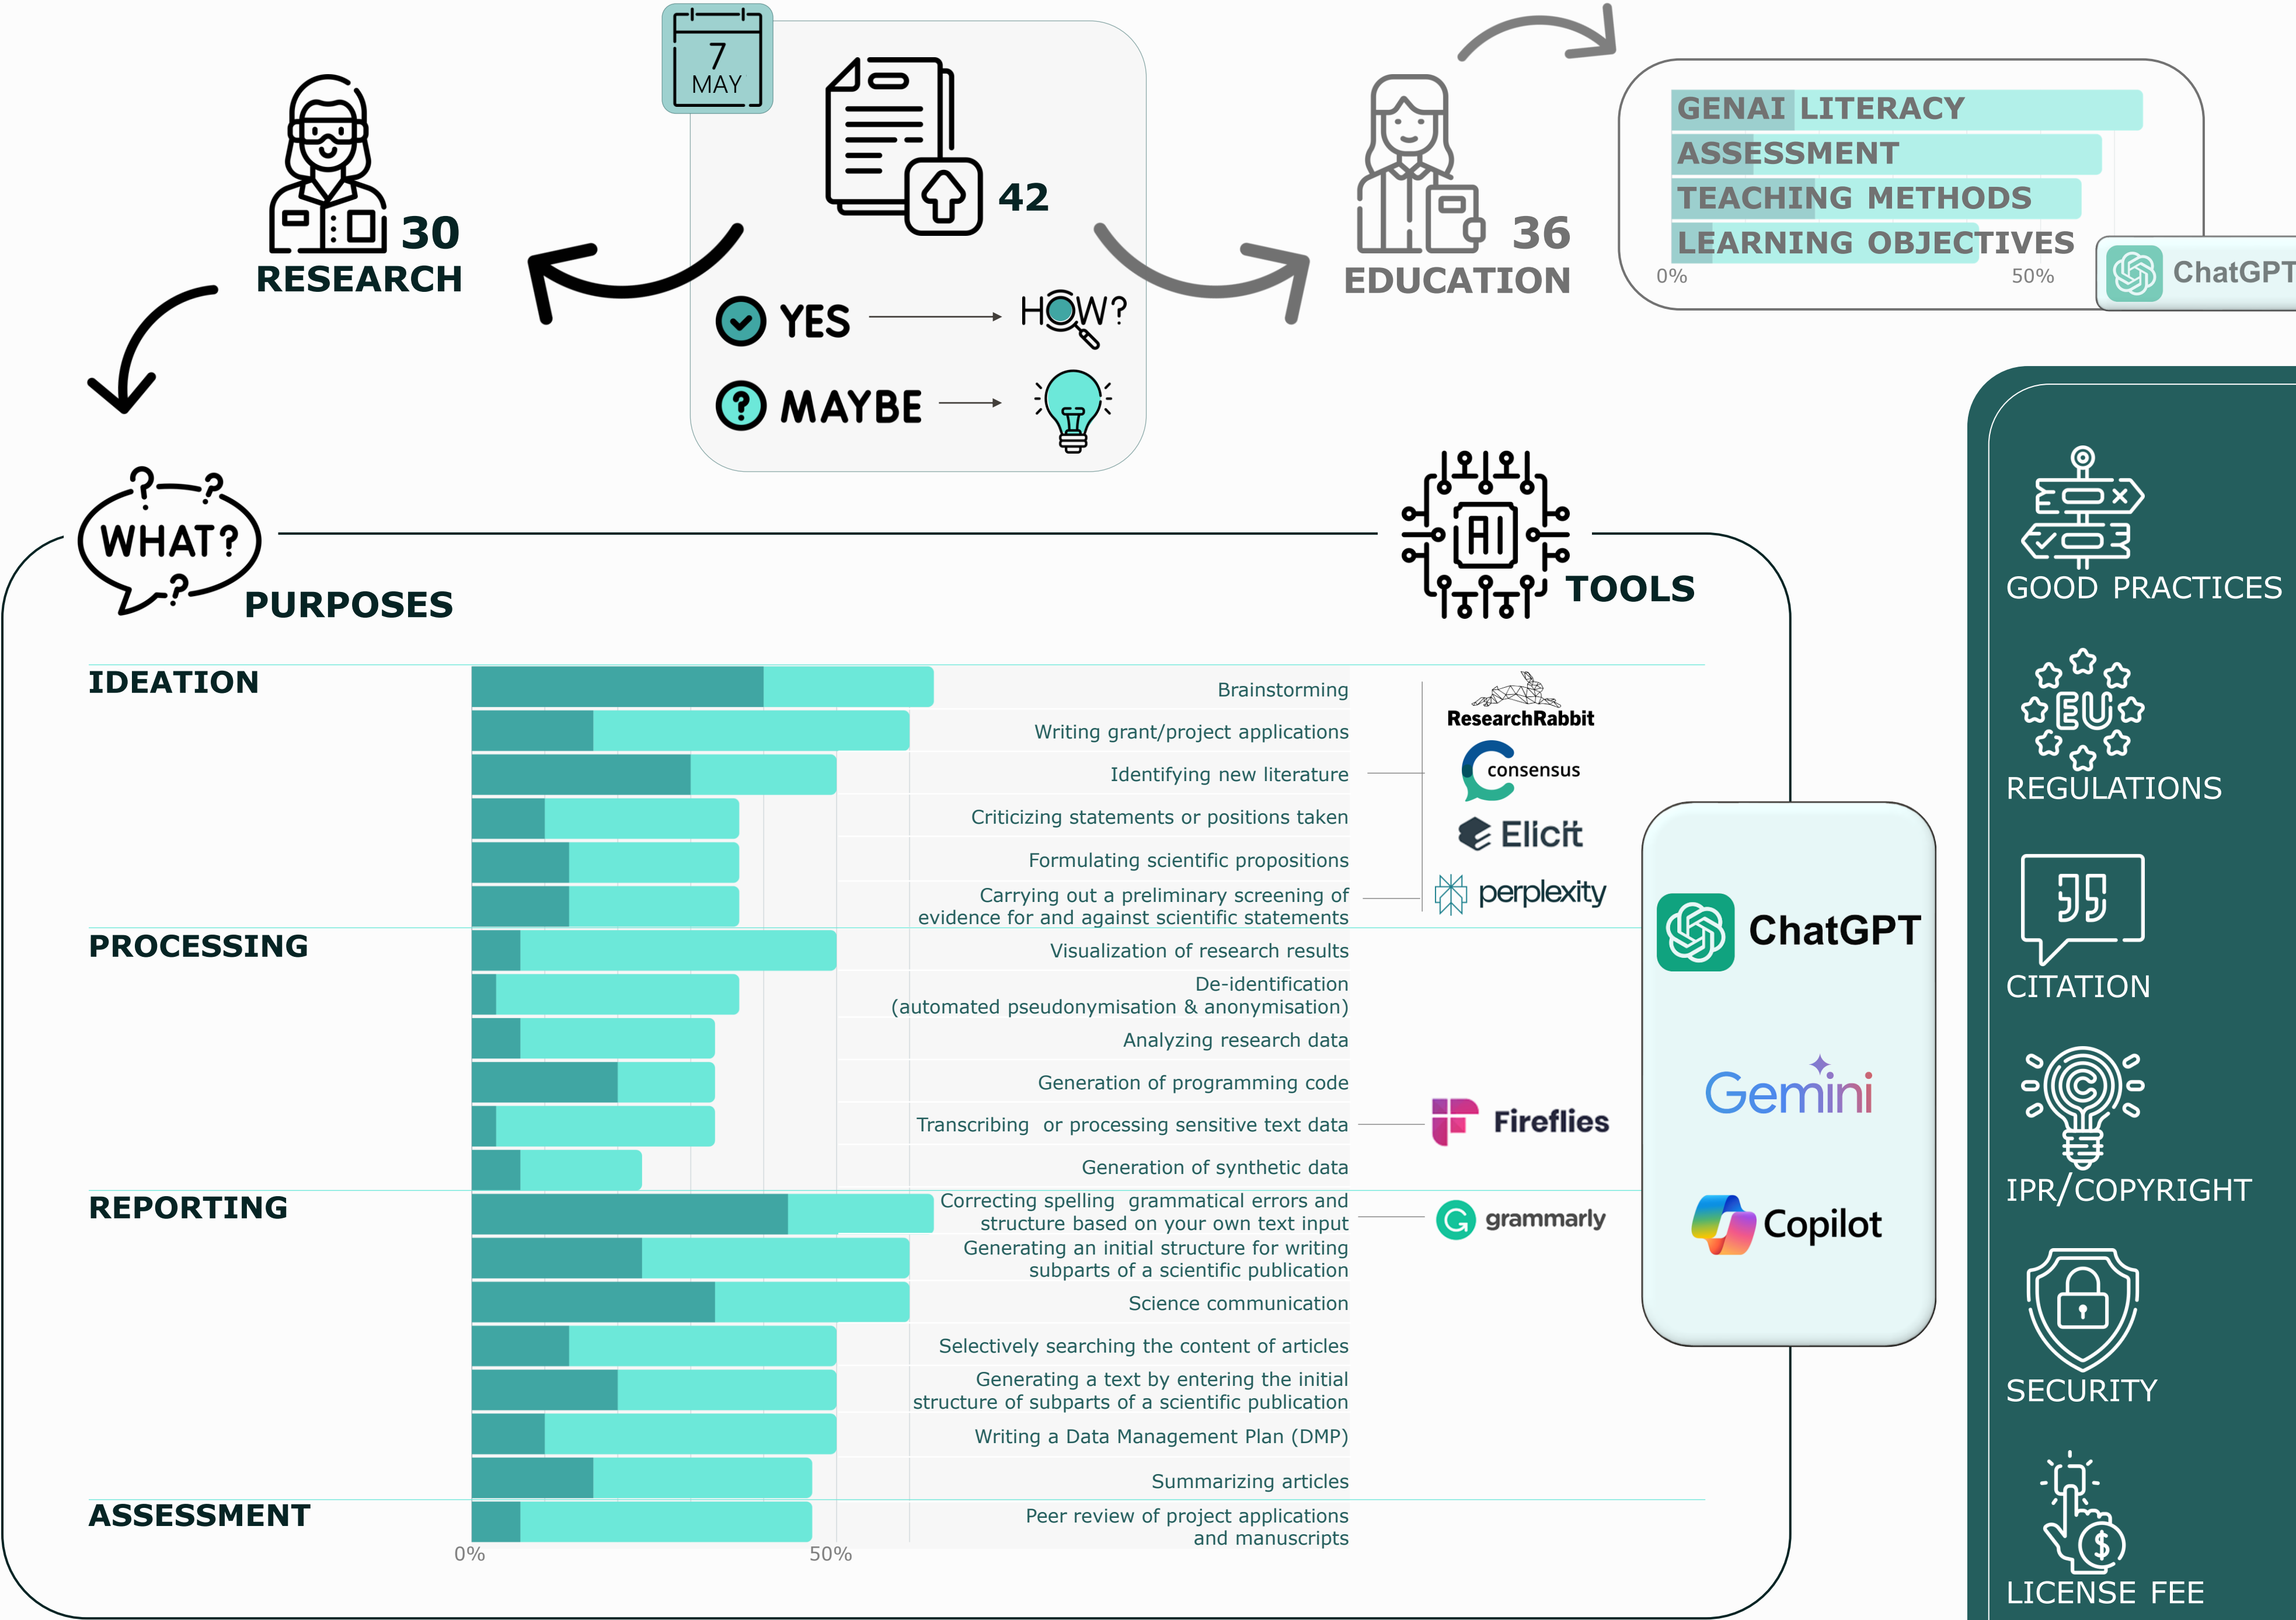 7
MAY
42
YES
HOW?
MAYBE
30
RESEARCH
36
EDUCATION
GENAI LITERACY
ASSESSMENT
TEACHING METHODS
LEARNING OBJECTIVES
0%
50%
ChatGPT
WHAT?
PURPOSES
AI
TOOLS
IDEATION
Brainstorming
Writing grant/project applications
Identifying new literature
Criticizing statements or positions taken
Formulating scientific propositions
Carrying out a preliminary screening of
evidence for and against scientific statements
ResearchRabbit
consensus
Elicit
perplexity
PROCESSING
Visualization of research results
De-identification
(automated pseudonymisation & anonymisation)
Analyzing research data
Generation of programming code
Transcribing  or processing sensitive text data
Generation of synthetic data
Fireflies
REPORTING
Correcting spelling  grammatical errors and
structure based on your own text input
Generating an initial structure for writing
subparts of a scientific publication
Science communication
Selectively searching the content of articles
Generating a text by entering the initial
structure of subparts of a scientific publication
Writing a Data Management Plan (DMP)
Summarizing articles
grammarly
ASSESSMENT
Peer review of project applications
and manuscripts
0%
50%
ChatGPT
Gemini
Copilot
GOOD PRACTICES
EU
REGULATIONS
CITATION
IPR/COPYRIGHT
SECURITY
LICENSE FEE